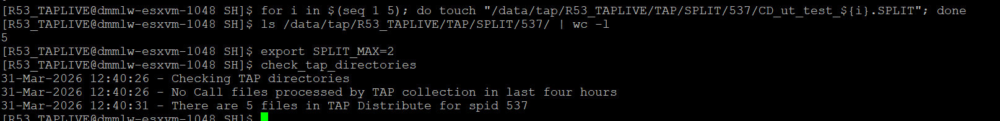 [R53_TAPLIVE@dmmlw-esxvm-1048 SH]$ for i in $(seq 1 5); do touch "/data/tap/R53_TAPLIVE/TAP/SPLIT/537/CD_ut_test_${i}.SPLIT"; done
[R53_TAPLIVE@dmmlw-esxvm-1048 SH]$ ls /data/tap/R53_TAPLIVE/TAP/SPLIT/537/ | wc -l
5
[R53_TAPLIVE@dmmlw-esxvm-1048 SH]$ export SPLIT_MAX=2
[R53_TAPLIVE@dmmlw-esxvm-1048 SH]$ check_tap_directories
31-Mar-2026 12:40:26 - Checking TAP directories
31-Mar-2026 12:40:26 - No Call files processed by TAP collection in last four hours
31-Mar-2026 12:40:31 - There are 5 files in TAP Distribute for spid 537
[R53_TAPLIVE@dmmlw-esxvm-1048 SH]$